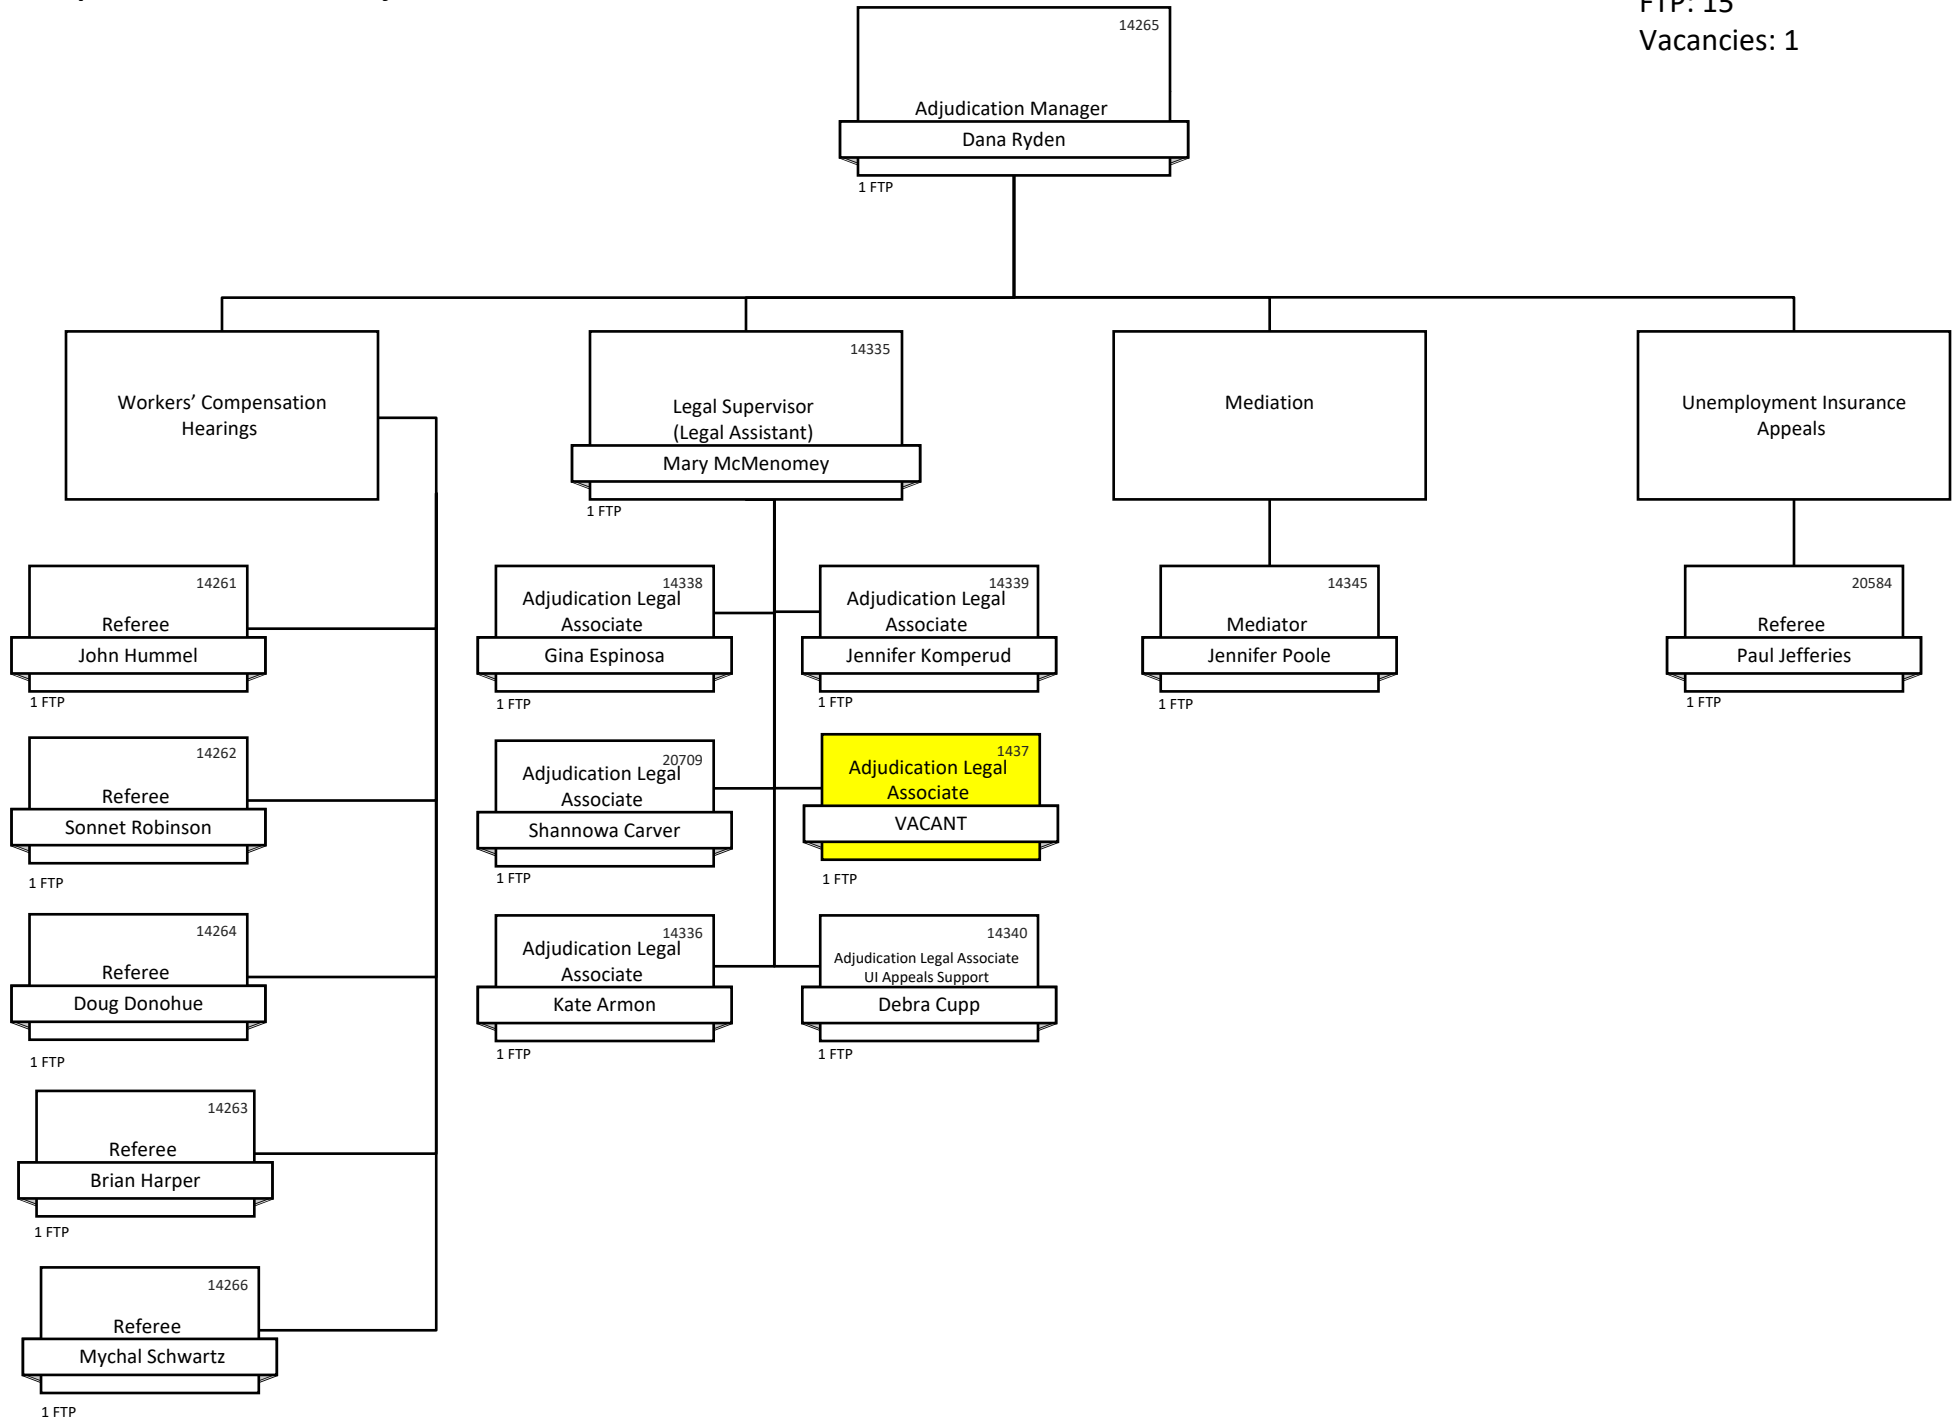 FTP: 15
Vacancies: 1
14265
Adjudication Manager
Dana Ryden
1 FTP
Workers’ Compensation
Hearings
14335
Legal Supervisor
(Legal Assistant)
Mary McMenomey
1 FTP
Mediation
Unemployment Insurance
Appeals
14261
Referee
John Hummel
1 FTP
14262
Referee
Sonnet Robinson
1 FTP
14264
Referee
Doug Donohue
1 FTP
14263
Referee
Brian Harper
1 FTP
14266
Referee
Mychal Schwartz
1 FTP
14338
Adjudication Legal
Associate
Gina Espinosa
1 FTP
14339
Adjudication Legal
Associate
Jennifer Komperud
1 FTP
20709
Adjudication Legal
Associate
Shannowa Carver
1 FTP
1437
Adjudication Legal
Associate
VACANT
1 FTP
14336
Adjudication Legal
Associate
Kate Armon
1 FTP
14340
Adjudication Legal Associate
UI Appeals Support
Debra Cupp
1 FTP
14345
Mediator
Jennifer Poole
1 FTP
20584
Referee
Paul Jefferies
1 FTP